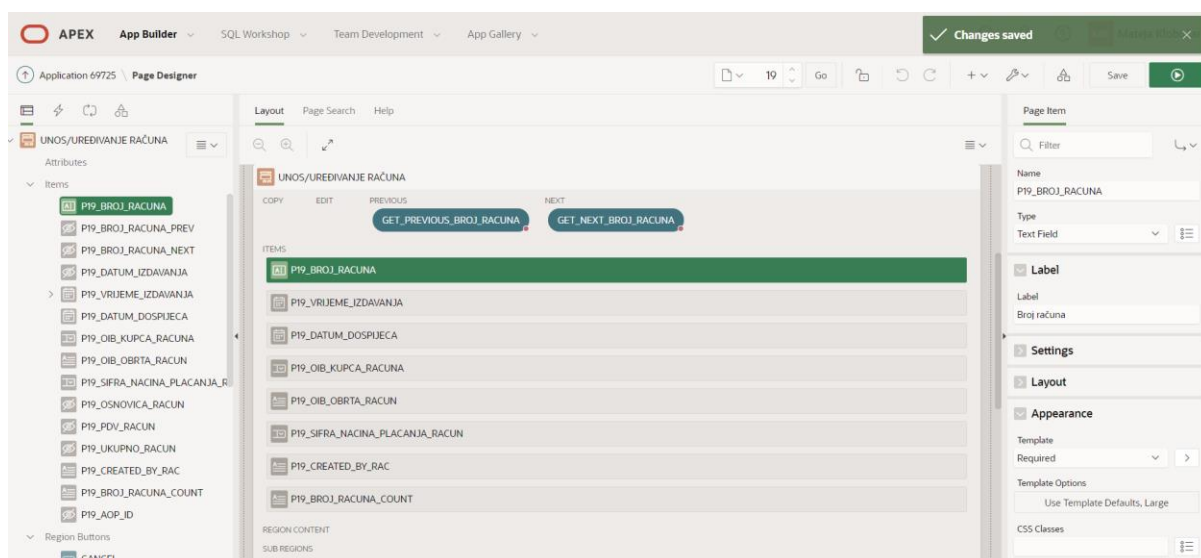 APEX App Builder SQL Workshop Team Development App Gallery Changes saved
Application 69725 \ Page Designer 19 Go Save
Layout Page Search Help Page Item
UNOS/UREĐIVANJE RAČUNA
Attributes
Items
P19_BROJ_RACUNA
P19_BROJ_RACUNA_PREV
P19_BROJ_RACUNA_NEXT
P19_DATUM_IZDAVANJA
P19_VRIJEME_IZDAVANJA
P19_DATUM_DOSPIJECA
P19_OIB_KUPCA_RACUNA
P19_OIB_OBRTA_RACUN
P19_SIFRA_NACINA_PLACANJA_R
P19_OSNOVICA_RACUN
P19_PDV_RACUN
P19_UKUPNO_RACUN
P19_CREATED_BY_RAC
P19_BROJ_RACUNA_COUNT
P19_AOP_ID
Region Buttons
CANCEL
UNOS/UREĐIVANJE RAČUNA
COPY EDIT PREVIOUS NEXT
GET_PREVIOUS_BROJ_RACUNA GET_NEXT_BROJ_RACUNA
ITEMS
P19_BROJ_RACUNA
P19_VRIJEME_IZDAVANJA
P19_DATUM_DOSPIJECA
P19_OIB_KUPCA_RACUNA
P19_OIB_OBRTA_RACUN
P19_SIFRA_NACINA_PLACANJA_RACUN
P19_CREATED_BY_RAC
P19_BROJ_RACUNA_COUNT
REGION CONTENT
SUB REGIONS
Filter
Name
P19_BROJ_RACUNA
Type
Text Field
Label
Label
Broj računa
Settings
Layout
Appearance
Template
Required
Template Options
Use Template Defaults, Large
CSS Classes